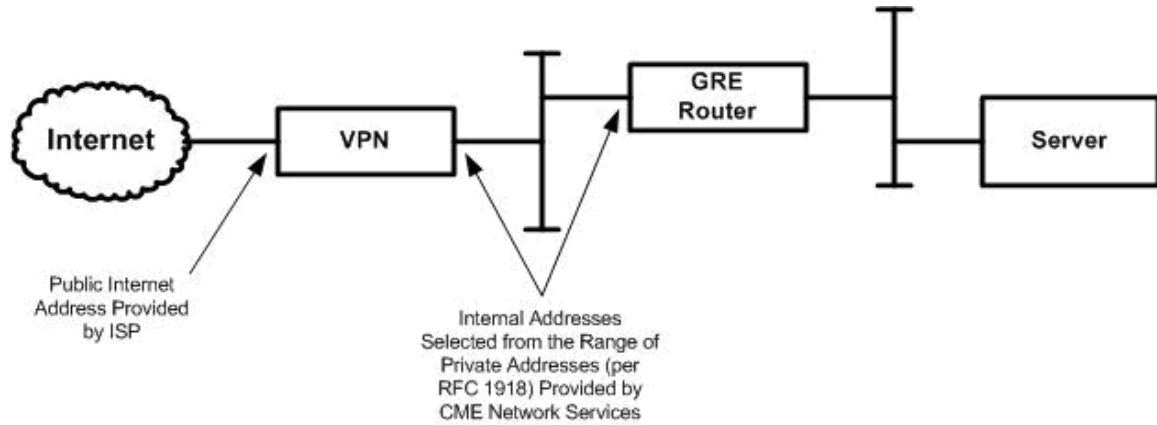 Internet
VPN
GRE
Router
Server
Public Internet
Address Provided
by ISP
Internal Addresses
Selected from the Range of
Private Addresses (per
RFC 1918) Provided by
CME Network Services